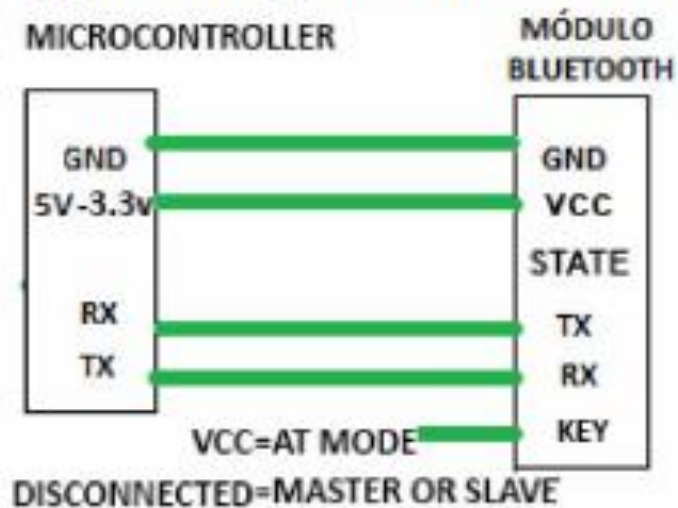 MICROCONTROLLER
MÓDULO
BLUETOOTH
GND
5V-3.3v
RX
TX
GND
VCC
STATE
TX
RX
KEY
VCC=AT MODE
DISCONNECTED=MASTER OR SLAVE